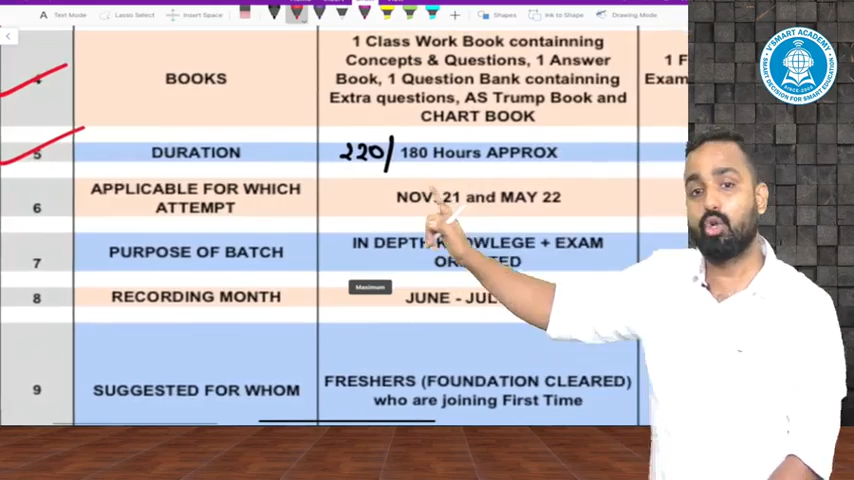 Text Mode Lasso Select Insert Space Shapes Ink to Shape Drawing Mode
1 Class Work Book containning
Concepts & Questions, 1 Answer
4 BOOKS Book, 1 Question Bank containning
Extra questions, AS Trump Book and
CHART BOOK
1 F
Exam
5 DURATION 220/ 180 Hours APPROX
6 APPLICABLE FOR WHICH
ATTEMPT
NOV. 21 and MAY 22
7 PURPOSE OF BATCH
IN DEPTH KNOWLEGE + EXAM
Maximum
8 RECORDING MONTH JUNE - JUL
9 SUGGESTED FOR WHOM
FRESHERS (FOUNDATION CLEARED)
who are joining First Time
V'SMART ACADEMY
SINCE-2003
SMART DECISION FOR SMART EDUCATION